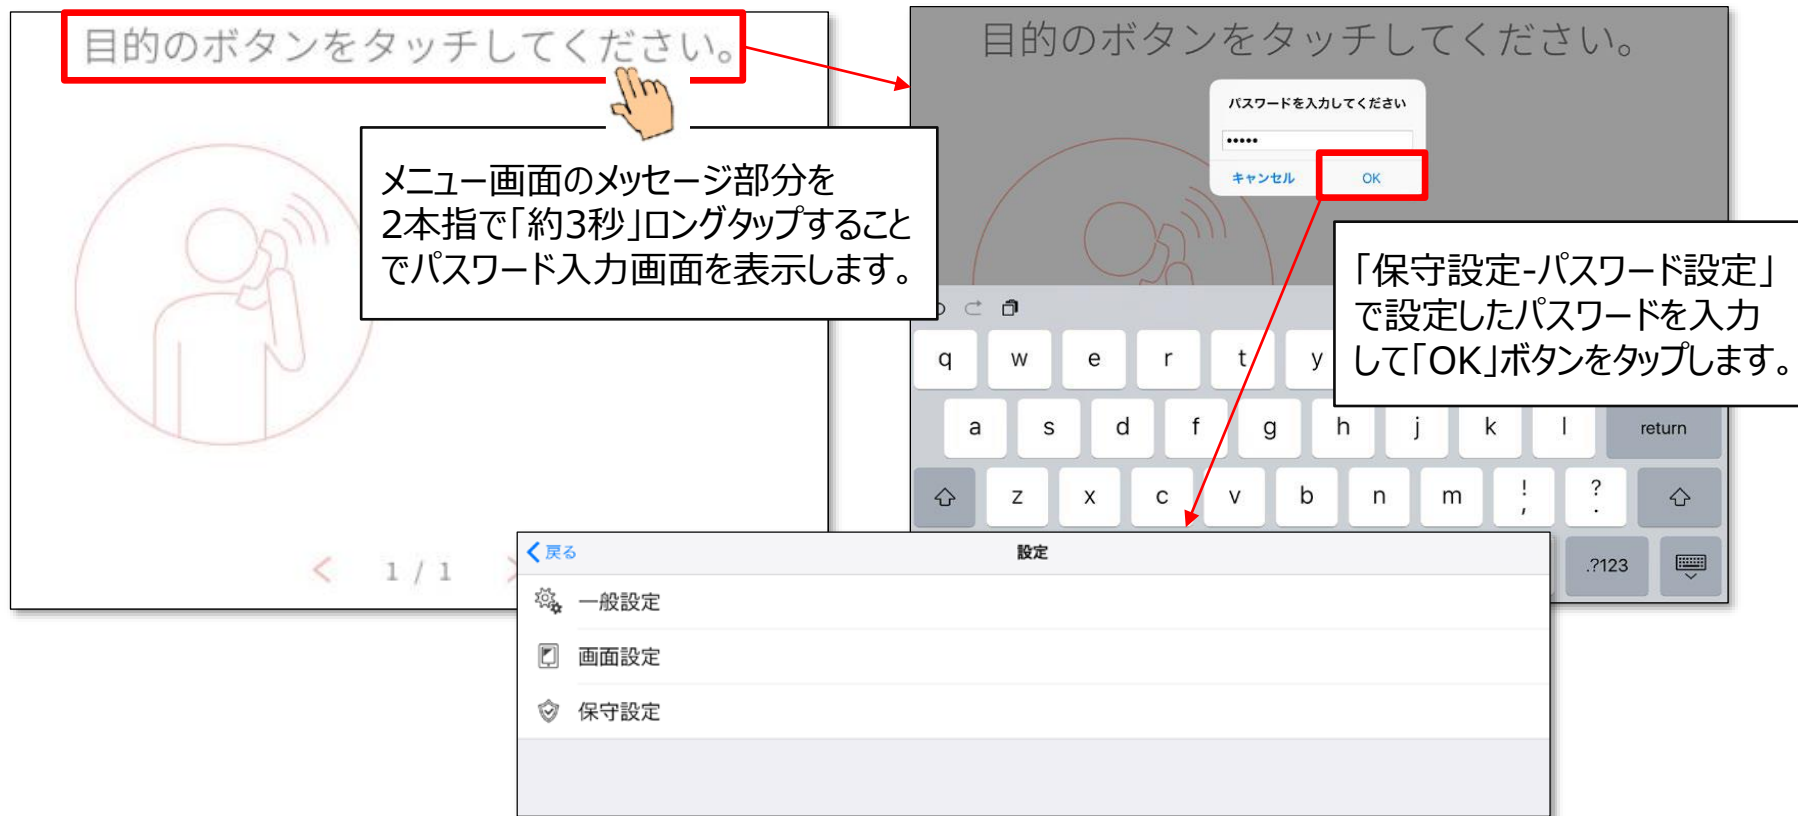 目的のボタンをタッチしてください。
メニュー画面のメッセージ部分を
2本指で「約3秒」ロングタップすること
でパスワード入力画面を表示します。
1 / 1
目的のボタンをタッチしてください。
パスワードを入力してください
•••••
キャンセル OK
「保守設定-パスワード設定」
で設定したパスワードを入力
して「OK」ボタンをタップします。
q w e r t y
a s d f g h j k l return
z x c v b n m ! , ? .
.?123
戻る 設定
一般設定
画面設定
保守設定